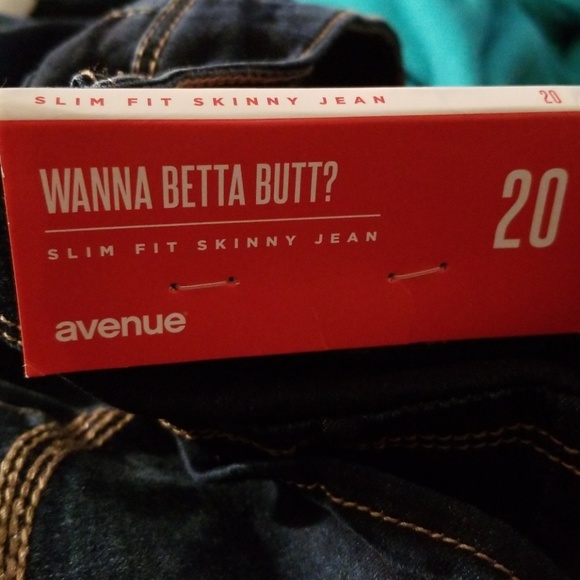 SLIM FIT SKINNY JEAN 20
WANNA BETTA BUTT?
20
SLIM FIT SKINNY JEAN
avenue